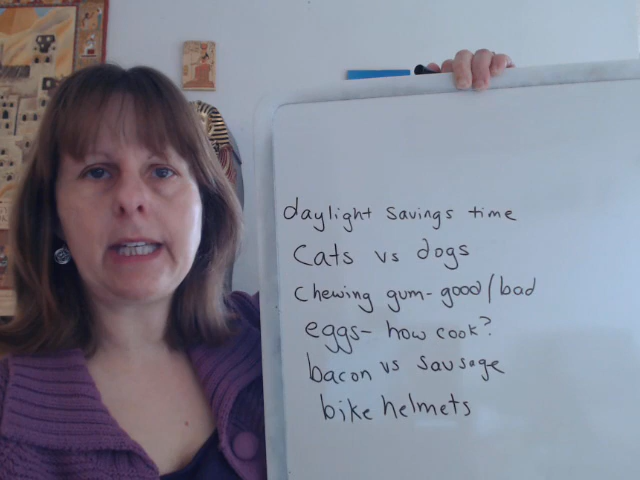 daylight savings time
Cats vs dogs
Chewing gum- good/bad
eggs- how cook?
bacon vs sausage
bike helmets